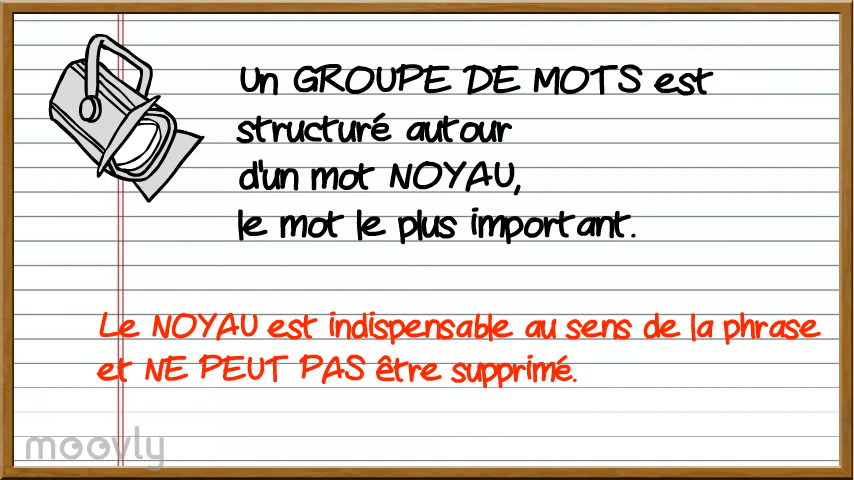 Un GROUPE DE MOTS est
structuré autour
d'un mot NOYAU,
le mot le plus important.
Le NOYAU est indispensable au sens de la phrase
et NE PEUT PAS être supprimé.
moovly